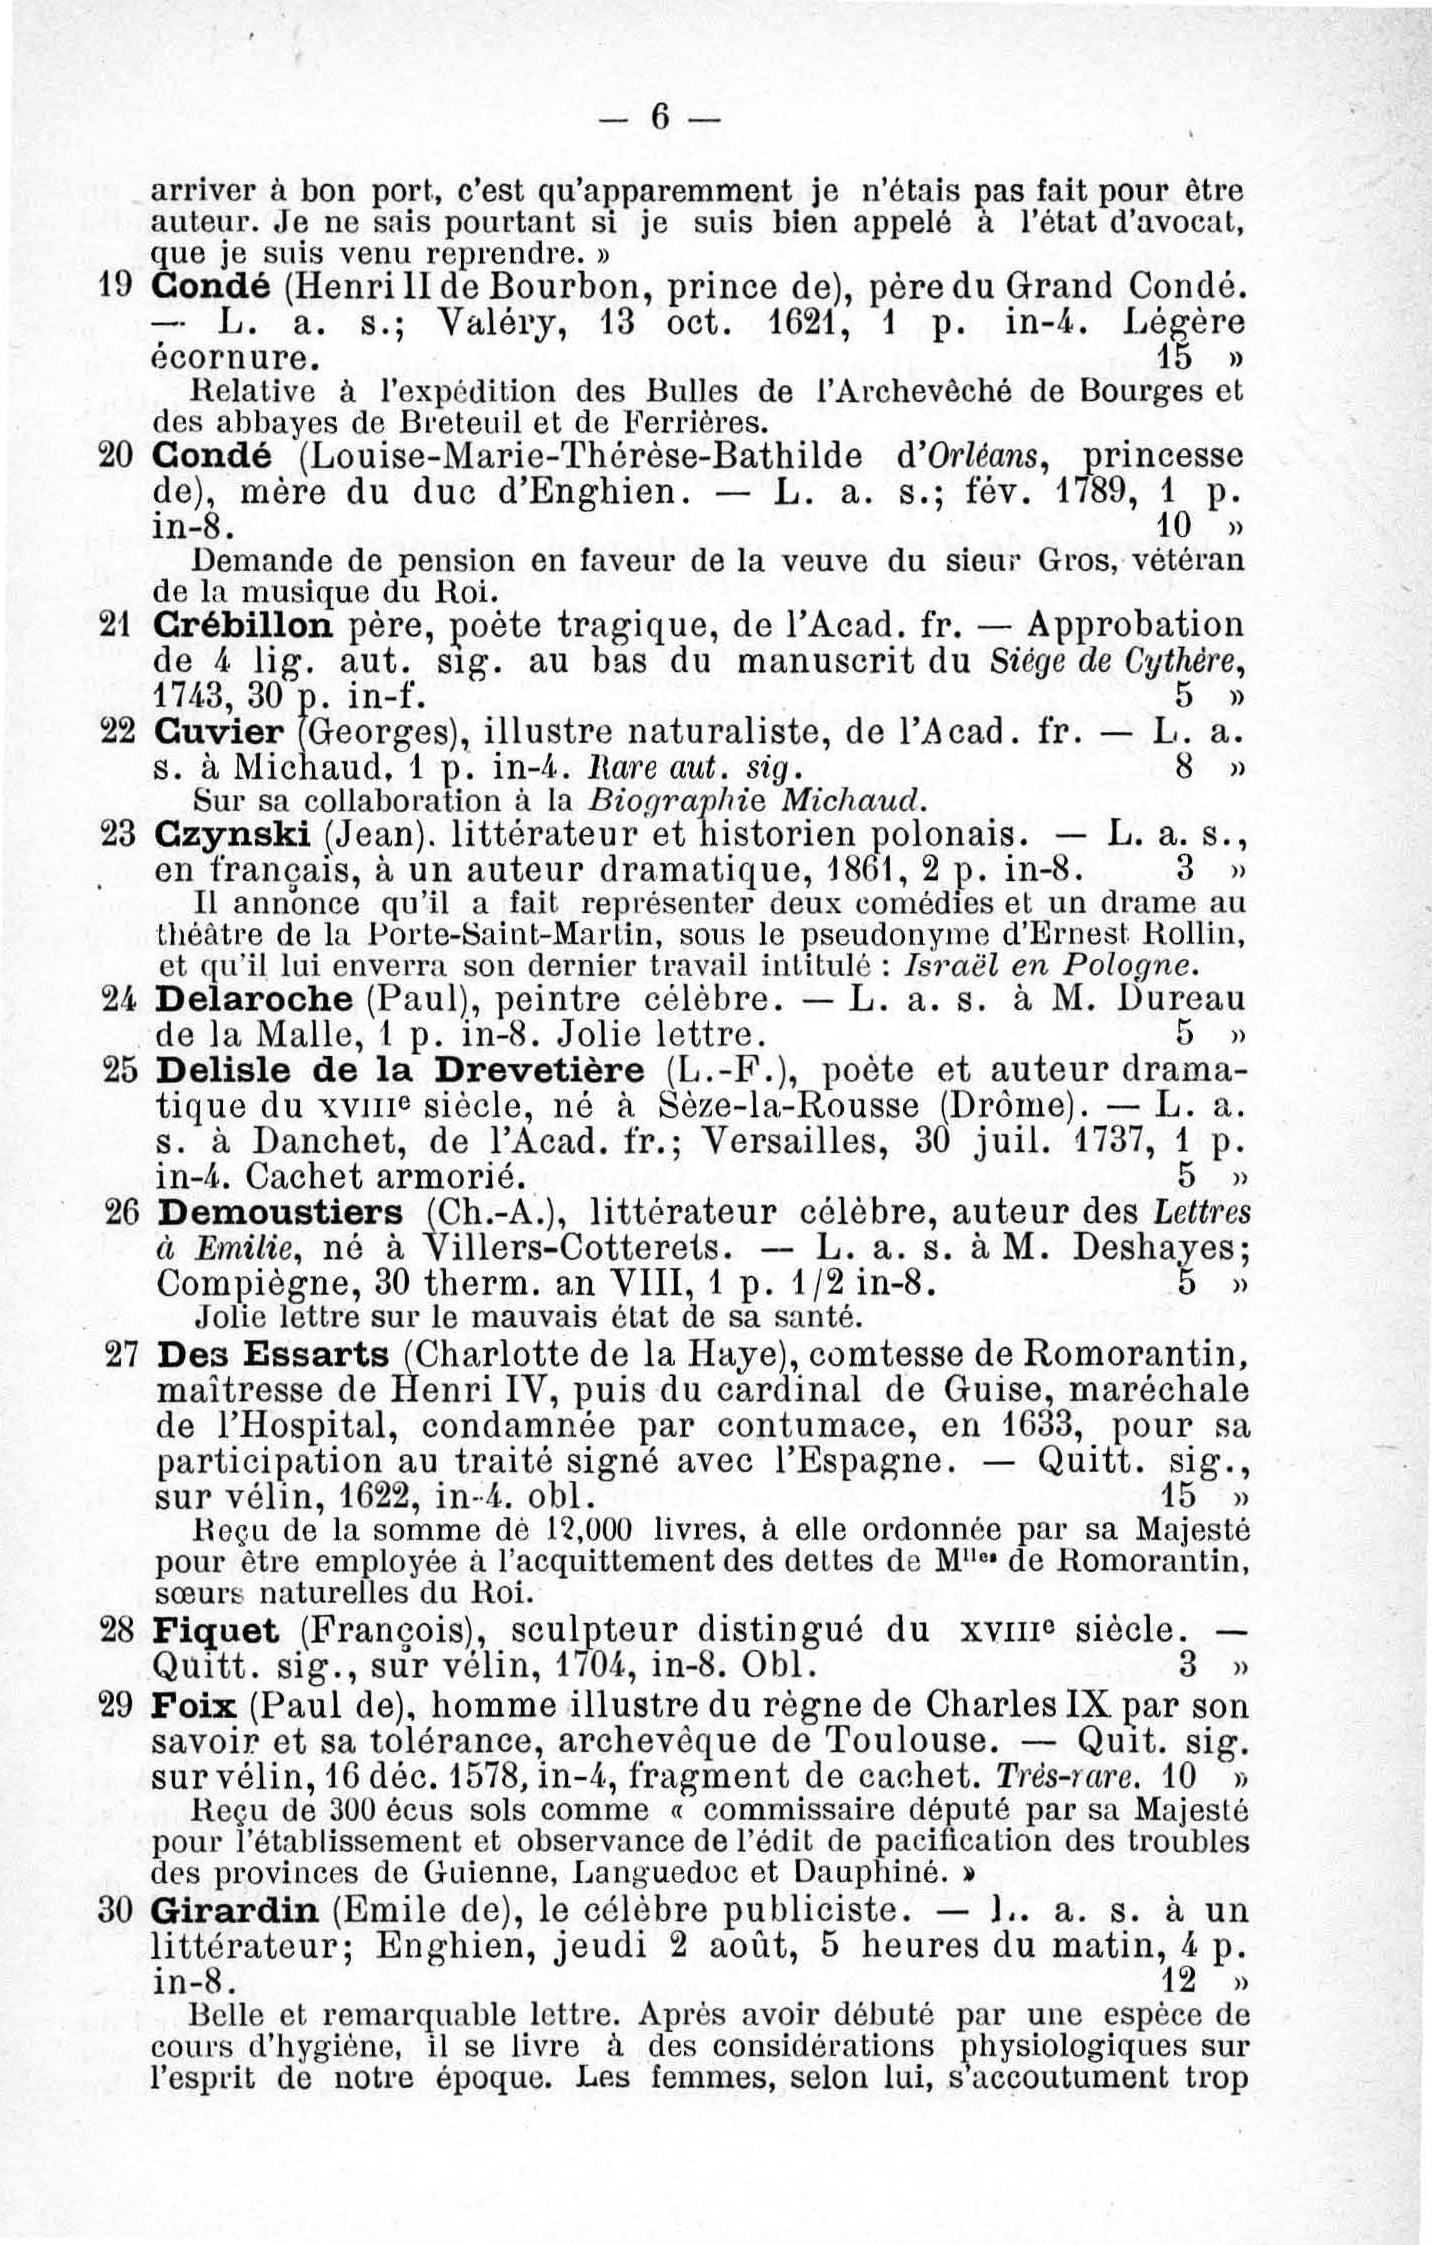 — 6 —
arriver à bon port, c'est qu'apparemment je n'étais pas fait pour être
auteur. Je ne sais pourtant si je suis bien appelé à l'état d'avocat,
que je suis venu reprendre. »
19 Condé (Henri II de Bourbon, prince de), père du Grand Condé.
— L. a. s.; Valéry, 13 oct. 1621, 1 p. in-4. Légère
écornure. 15 »
Relative à l'expédition des Bulles de l'Archevêché de Bourges et
des abbayes de Breteuil et de Ferrières.
20 Condé (Louise-Marie-Thérèse-Bathilde d'Orléans, princesse
de), mère du duc d'Enghien. — L. a. s.; fév. 1789, 1 p.
in-8. 10 »
Demande de pension en faveur de la veuve du sieur Gros, vétéran
de la musique du Roi.
21 Crébillon père, poète tragique, de l'Acad. fr. — Approbation
de 4 lig. aut. sig. au bas du manuscrit du Siége de Cythère,
1743, 30 p. in-f. 5 »
22 Cuvier (Georges), illustre naturaliste, de l'Acad. fr. — L. a.
s. à Michaud, 1 p. in-4. Rare aut. sig. 8 »
Sur sa collaboration à la Biographie Michaud.
23 Czynski (Jean). littérateur et historien polonais. — L. a. s.,
en français, à un auteur dramatique, 1861, 2 p. in-8. 3 »
Il annonce qu'il a fait représenter deux comédies et un drame au
théâtre de la Porte-Saint-Martin, sous le pseudonyme d'Ernest Rollin,
et qu'il lui enverra son dernier travail intitulé : Israël en Pologne.
24 Delaroche (Paul), peintre célèbre. — L. a. s. à M. Dureau
de la Malle, 1 p. in-8. Jolie lettre. 5 »
25 Delisle de la Drevetière (L.-F.), poète et auteur drama-
tique du XVIIIe siècle, né à Sèze-la-Rousse (Drôme). — L. a.
s. à Danchet, de l'Acad. fr.; Versailles, 30 juil. 1737, 1 p.
in-4. Cachet armorié. 5 »
26 Demoustiers (Ch.-A.), littérateur célèbre, auteur des Lettres
à Emilie, né à Villers-Cotterets. — L. a. s. à M. Deshayes;
Compiègne, 30 therm. an VIII, 1 p. 1/2 in-8. 5 »
Jolie lettre sur le mauvais état de sa santé.
27 Des Essarts (Charlotte de la Haye), comtesse de Romorantin,
maîtresse de Henri IV, puis du cardinal de Guise, maréchale
de l'Hospital, condamnée par contumace, en 1633, pour sa
participation au traité signé avec l'Espagne. — Quitt. sig.,
sur vélin, 1622, in-4. obl. 15 »
Reçu de la somme de 12,000 livres, à elle ordonnée par sa Majesté
pour être employée à l'acquittement des dettes de Mlles de Romorantin,
sœurs naturelles du Roi.
28 Fiquet (François), sculpteur distingué du XVIIIe siècle. —
Quitt. sig., sur vélin, 1704, in-8. Obl. 3 »
29 Foix (Paul de), homme illustre du règne de Charles IX par son
savoir et sa tolérance, archevêque de Toulouse. — Quit. sig.
sur vélin, 16 déc. 1578, in-4, fragment de cachet. Très-rare. 10 »
Reçu de 300 écus sols comme « commissaire député par sa Majesté
pour l'établissement et observance de l'édit de pacification des troubles
des provinces de Guienne, Languedoc et Dauphiné. »
30 Girardin (Emile de), le célèbre publiciste. — L. a. s. à un
littérateur; Enghien, jeudi 2 août, 5 heures du matin, 4 p.
in-8. 12 »
Belle et remarquable lettre. Après avoir débuté par une espèce de
cours d'hygiène, il se livre à des considérations physiologiques sur
l'esprit de notre époque. Les femmes, selon lui, s'accoutument trop